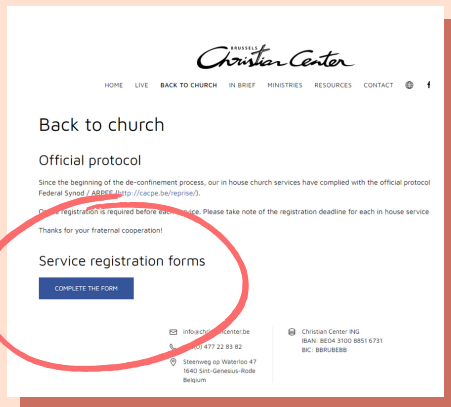 BRUSSELS
Christian Center
HOME LIVE BACK TO CHURCH IN BRIEF MINISTRIES RESOURCES CONTACT f
Back to church
Official protocol
Since the beginning of the de-confinement process, our in house church services have complied with the official protocol
Federal Synod / ARPEE (http://cacpe.be/reprise/).
registration is required before each service. Please take note of the registration deadline for each in house service
Thanks for your fraternal cooperation!
Service registration forms
COMPLETE THE FORM
477 22 83 82
Steenweg op Waterloo 47
1640 Sint-Genesius-Rode
Belgium
Christian Center ING
IBAN: BE04 3100 8851 6731
BIC: BBRUBEBB